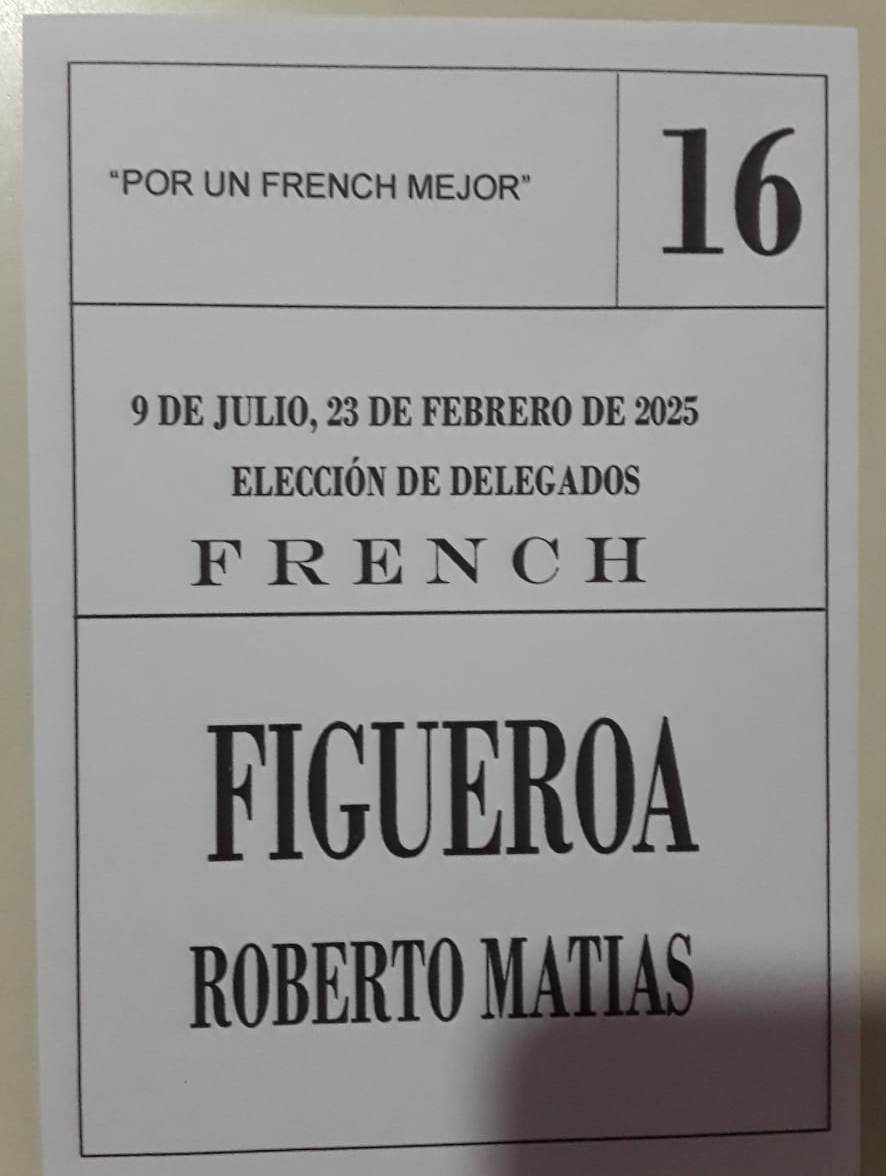 “POR UN FRENCH MEJOR”
16
9 DE JULIO, 23 DE FEBRERO DE 2025
ELECCIÓN DE DELEGADOS
FRENCH
FIGUEROA
ROBERTO MATIAS